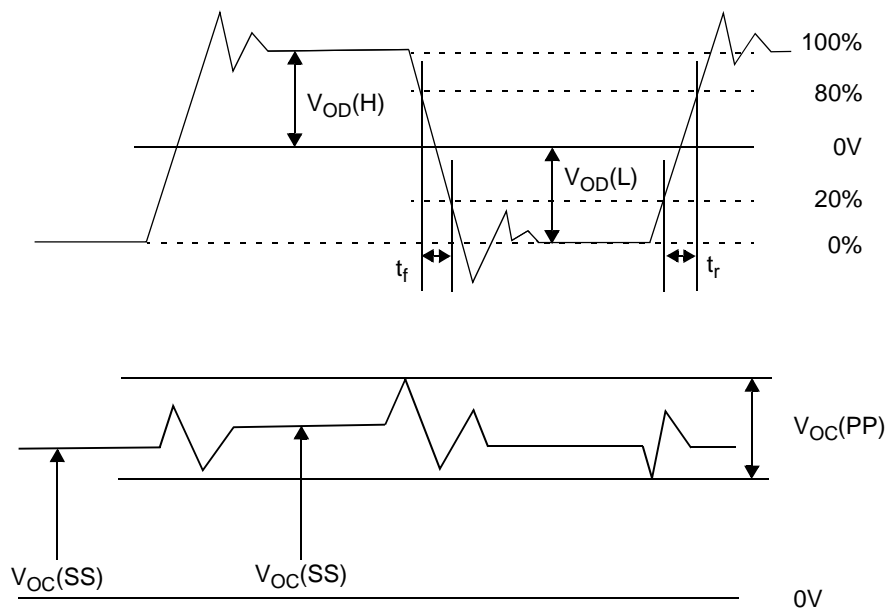 100%
80%
V_OD(H)
0V
V_OD(L)
20%
0%
t_f
t_r
V_OC(PP)
V_OC(SS)
V_OC(SS)
0V